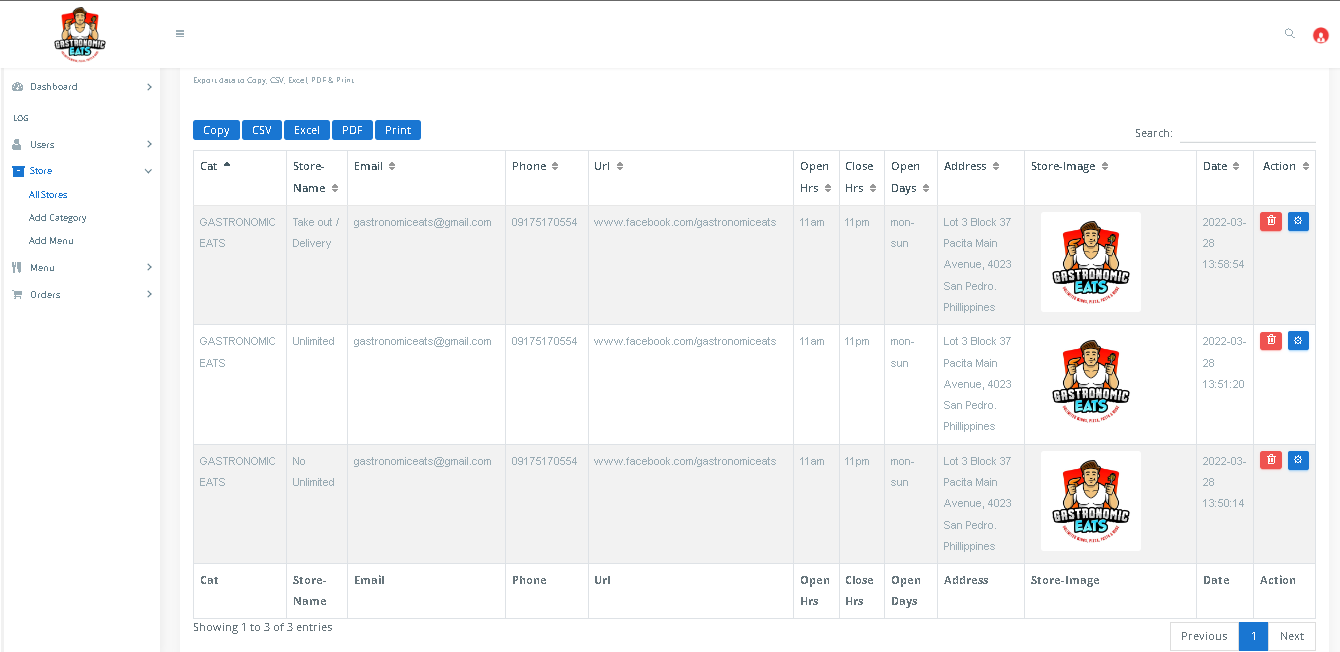 GASTRONOMIC
EATS
Dashboard
LOG
Users
Store
All Stores
Add Category
Add Menu
Menu
Orders
Export data to Copy, CSV, Excel, PDF & Print
Copy CSV Excel PDF Print
Search:
Cat Store-Name Email Phone Url Open Hrs Close Hrs Open Days Address Store-Image Date Action
GASTRONOMIC EATS Take out / Delivery gastronomiceats@gmail.com 09175170554 www.facebook.com/gastronomiceats 11am 11pm mon-sun Lot 3 Block 37 Pacita Main Avenue, 4023 San Pedro. Phillippines GASTRONOMIC EATS 2022-03-28 13:58:54
GASTRONOMIC EATS Unlimited gastronomiceats@gmail.com 09175170554 www.facebook.com/gastronomiceats 11am 11pm mon-sun Lot 3 Block 37 Pacita Main Avenue, 4023 San Pedro. Phillippines GASTRONOMIC EATS 2022-03-28 13:51:20
GASTRONOMIC EATS No Unlimited gastronomiceats@gmail.com 09175170554 www.facebook.com/gastronomiceats 11am 11pm mon-sun Lot 3 Block 37 Pacita Main Avenue, 4023 San Pedro. Phillippines GASTRONOMIC EATS 2022-03-28 13:50:14
Cat Store-Name Email Phone Url Open Hrs Close Hrs Open Days Address Store-Image Date Action
Showing 1 to 3 of 3 entries
Previous 1 Next